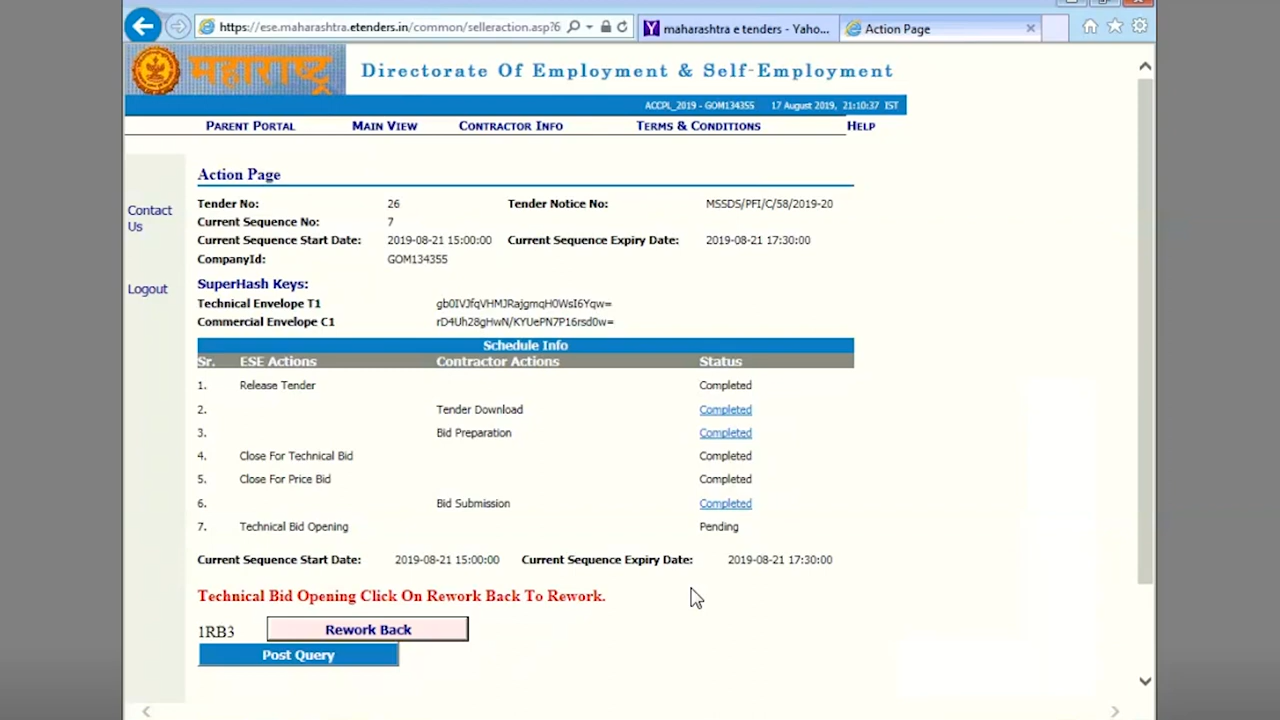 https://ese.maharashtra.etenders.in/common/selleraction.asp?6
maharashtra e tenders - Yaho...
Action Page
महाराष्ट्र
Directorate Of Employment & Self-Employment
ACCPL_2019 - GOM134355 17 August 2019, 21:10:37 IST
PARENT PORTAL MAIN VIEW CONTRACTOR INFO TERMS & CONDITIONS HELP
Contact Us
Logout
Action Page
Tender No: 26 Tender Notice No: MSSDS/PFI/C/58/2019-20
Current Sequence No: 7
Current Sequence Start Date: 2019-08-21 15:00:00 Current Sequence Expiry Date: 2019-08-21 17:30:00
CompanyId: GOM134355
SuperHash Keys:
Technical Envelope T1 gb0IVJfqVHMJRajgmqH0WsI6Yqw=
Commercial Envelope C1 rD4Uh28gHwN/KYUePN7P16rsd0w=
Schedule Info
Sr. ESE Actions Contractor Actions Status
1. Release Tender Completed
2. Tender Download Completed
3. Bid Preparation Completed
4. Close For Technical Bid Completed
5. Close For Price Bid Completed
6. Bid Submission Completed
7. Technical Bid Opening Pending
Current Sequence Start Date: 2019-08-21 15:00:00 Current Sequence Expiry Date: 2019-08-21 17:30:00
Technical Bid Opening Click On Rework Back To Rework.
1RB3 Rework Back
Post Query